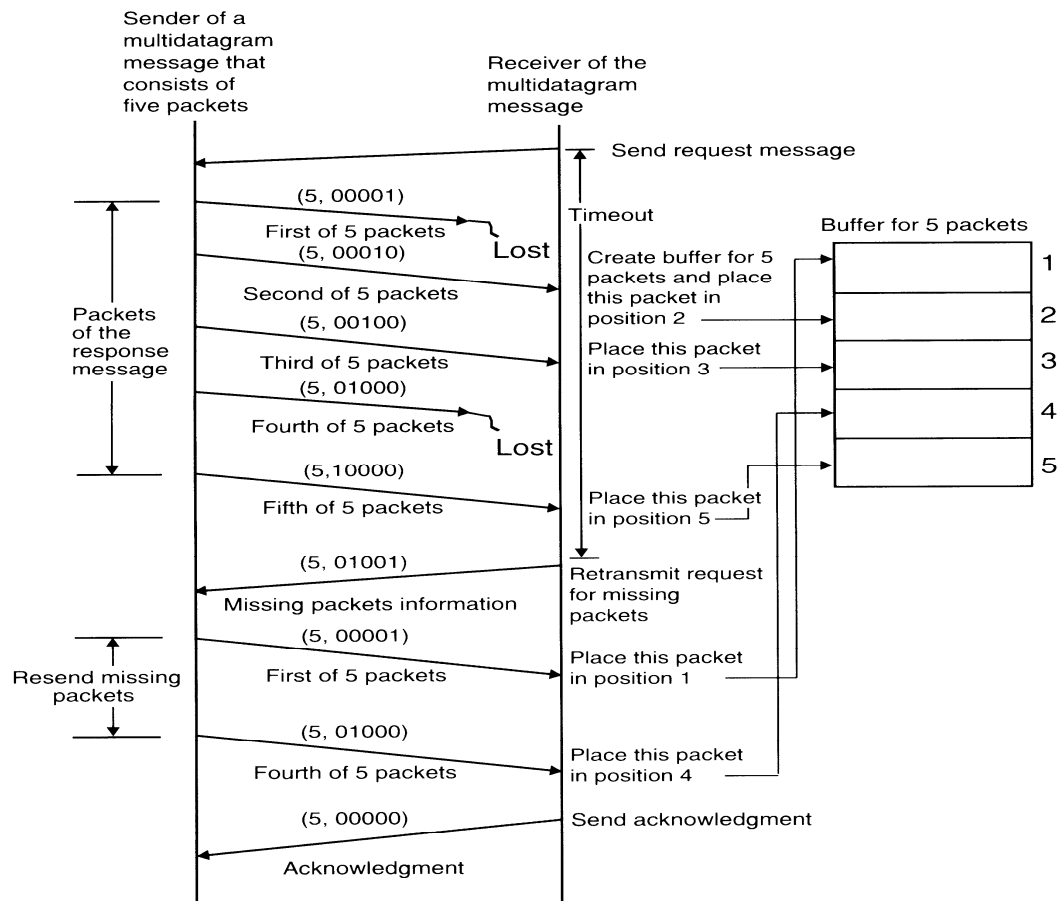 Sender of a
multidatagram
message that
consists of
five packets
Receiver of the
multidatagram
message
Send request message
(5, 00001)
Timeout
First of 5 packets
Lost
Buffer for 5 packets
(5, 00010)
Create buffer for 5
packets and place
this packet in
position 2
1
Second of 5 packets
2
Packets
of the
response
message
(5, 00100)
Third of 5 packets
Place this packet
in position 3
3
(5, 01000)
Fourth of 5 packets
Lost
4
(5,10000)
Fifth of 5 packets
Place this packet
in position 5
5
(5, 01001)
Missing packets information
Retransmit request
for missing
packets
(5, 00001)
First of 5 packets
Place this packet
in position 1
Resend missing
packets
(5, 01000)
Fourth of 5 packets
Place this packet
in position 4
(5, 00000)
Send acknowledgment
Acknowledgment